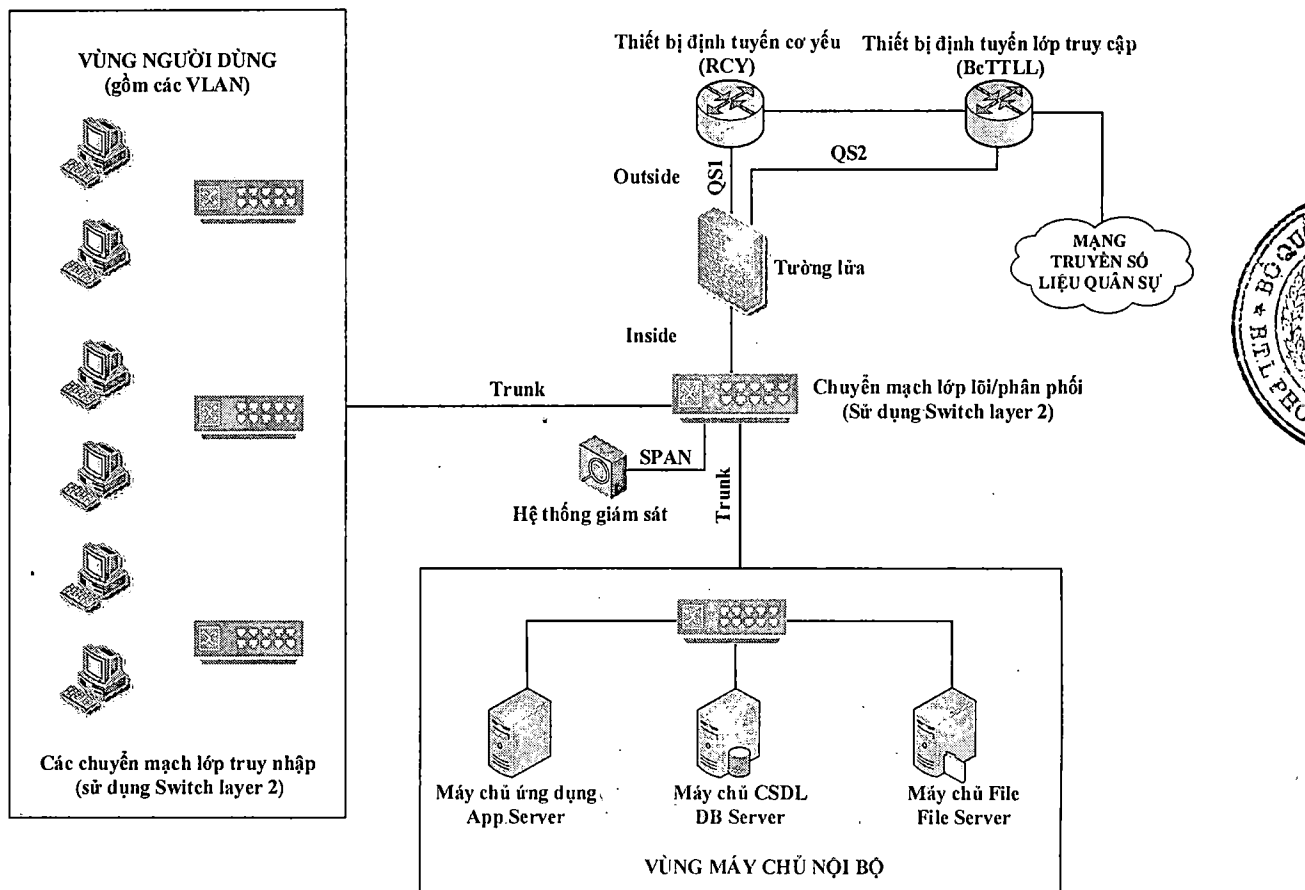 VÙNG NGƯỜI DÙNG
(gồm các VLAN)
Các chuyển mạch lớp truy nhập
(sử dụng Switch layer 2)
Thiết bị định tuyến cơ yếu
(RCY)
Thiết bị định tuyến lớp truy cập
(BcTTLL)
Outside
QS1
QS2
Tường lửa
MẠNG
TRUYỀN SỐ
LIỆU QUÂN SỰ
Inside
Trunk
Chuyển mạch lớp lõi/phân phối
(Sử dụng Switch layer 2)
SPAN
Hệ thống giám sát
Trunk
Máy chủ ứng dụng
App Server
Máy chủ CSDL
DB Server
Máy chủ File
File Server
VÙNG MÁY CHỦ NỘI BỘ